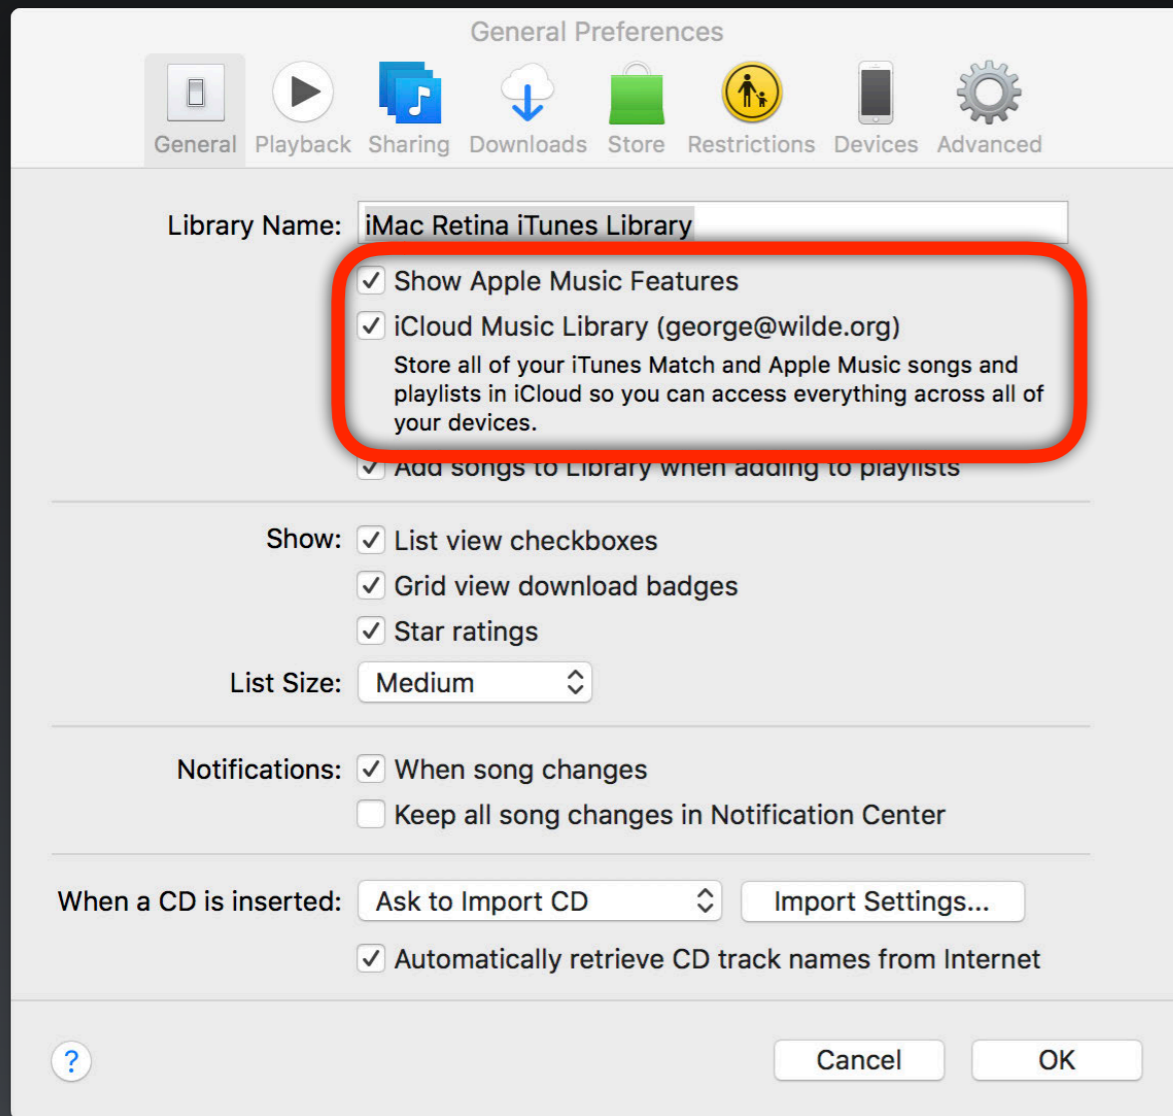 General Preferences
General Playback Sharing Downloads Store Restrictions Devices Advanced
Library Name: iMac Retina iTunes Library
Show Apple Music Features
iCloud Music Library (george@wilde.org)
Store all of your iTunes Match and Apple Music songs and
playlists in iCloud so you can access everything across all of
your devices.
Add songs to Library when adding to playlists
Show: List view checkboxes
Grid view download badges
Star ratings
List Size: Medium
Notifications: When song changes
Keep all song changes in Notification Center
When a CD is inserted: Ask to Import CD Import Settings...
Automatically retrieve CD track names from Internet
? Cancel OK